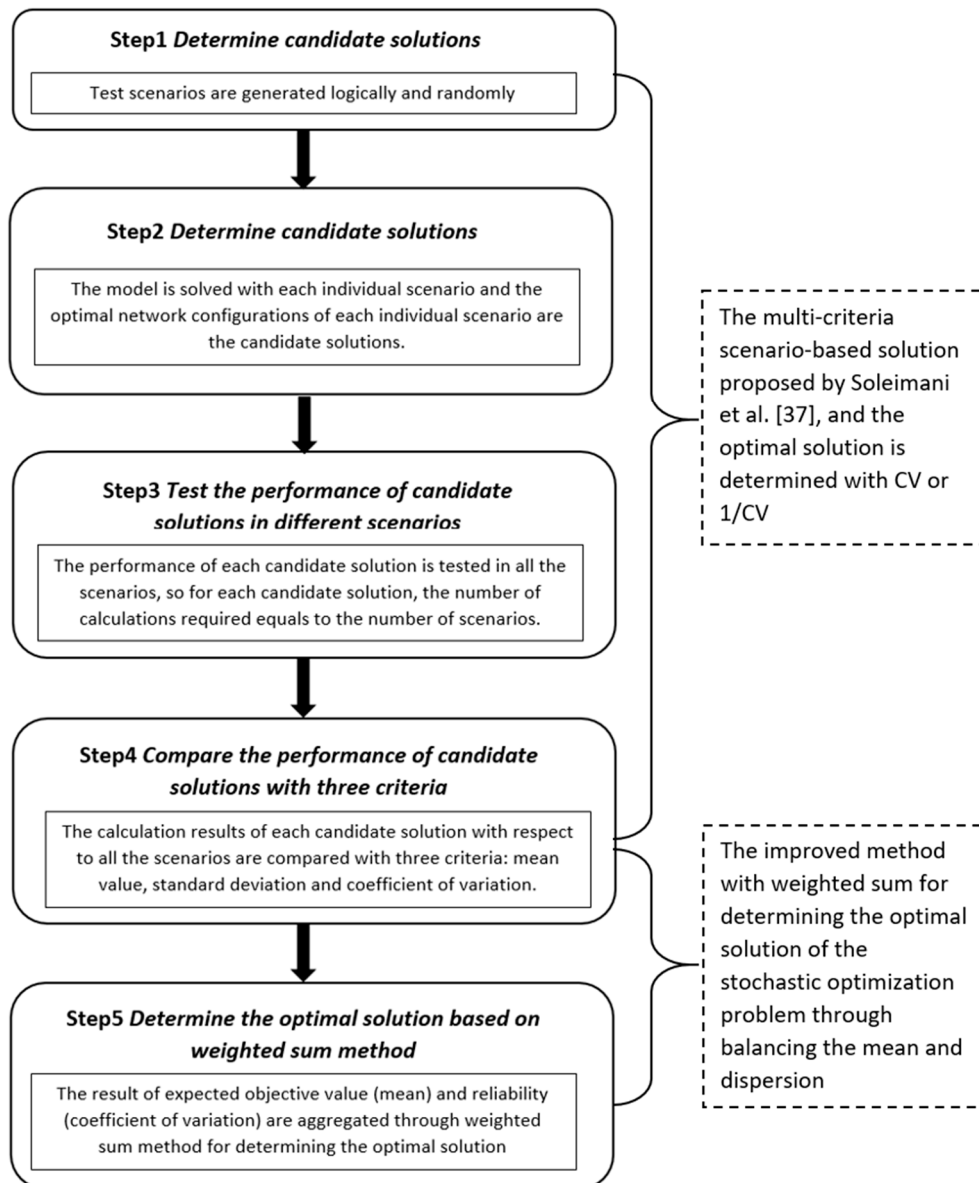 Step1 Determine candidate solutions
Test scenarios are generated logically and randomly
Step2 Determine candidate solutions
The model is solved with each individual scenario and the
optimal network configurations of each individual scenario are
the candidate solutions.
Step3 Test the performance of candidate
solutions in different scenarios
The performance of each candidate solution is tested in all the
scenarios, so for each candidate solution, the number of
calculations required equals to the number of scenarios.
Step4 Compare the performance of candidate
solutions with three criteria
The calculation results of each candidate solution with respect
to all the scenarios are compared with three criteria: mean
value, standard deviation and coefficient of variation.
Step5 Determine the optimal solution based on
weighted sum method
The result of expected objective value (mean) and reliability
(coefficient of variation) are aggregated through weighted
sum method for determining the optimal solution
The multi-criteria
scenario-based solution
proposed by Soleimani
et al. [37], and the
optimal solution is
determined with CV or
1/CV
The improved method
with weighted sum for
determining the optimal
solution of the
stochastic optimization
problem through
balancing the mean and
dispersion